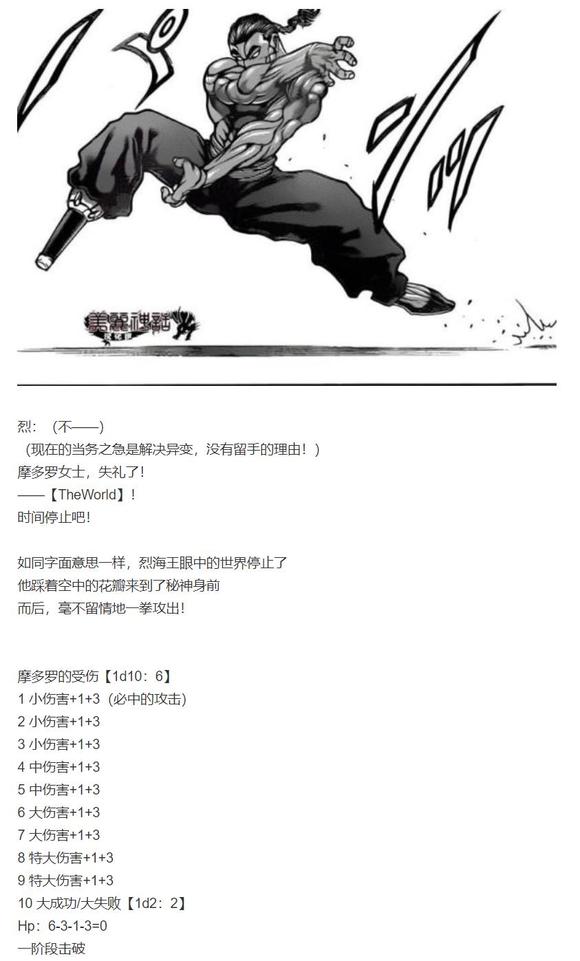 美麗神話
烈：（不——）
（现在的当务之急是解决异变，没有留手的理由！）
摩多罗女士，失礼了！
——【TheWorld】！
时间停止吧！
如同字面意思一样，烈海王眼中的世界停止了
他踩着空中的花瓣来到了秘神身前
而后，毫不留情地一拳攻出！
摩多罗的受伤【1d10：6】
1 小伤害+1+3（必中的攻击）
2 小伤害+1+3
3 小伤害+1+3
4 中伤害+1+3
5 中伤害+1+3
6 大伤害+1+3
7 大伤害+1+3
8 特大伤害+1+3
9 特大伤害+1+3
10 大成功/大失败【1d2：2】
Hp：6-3-1-3=0
一阶段击破